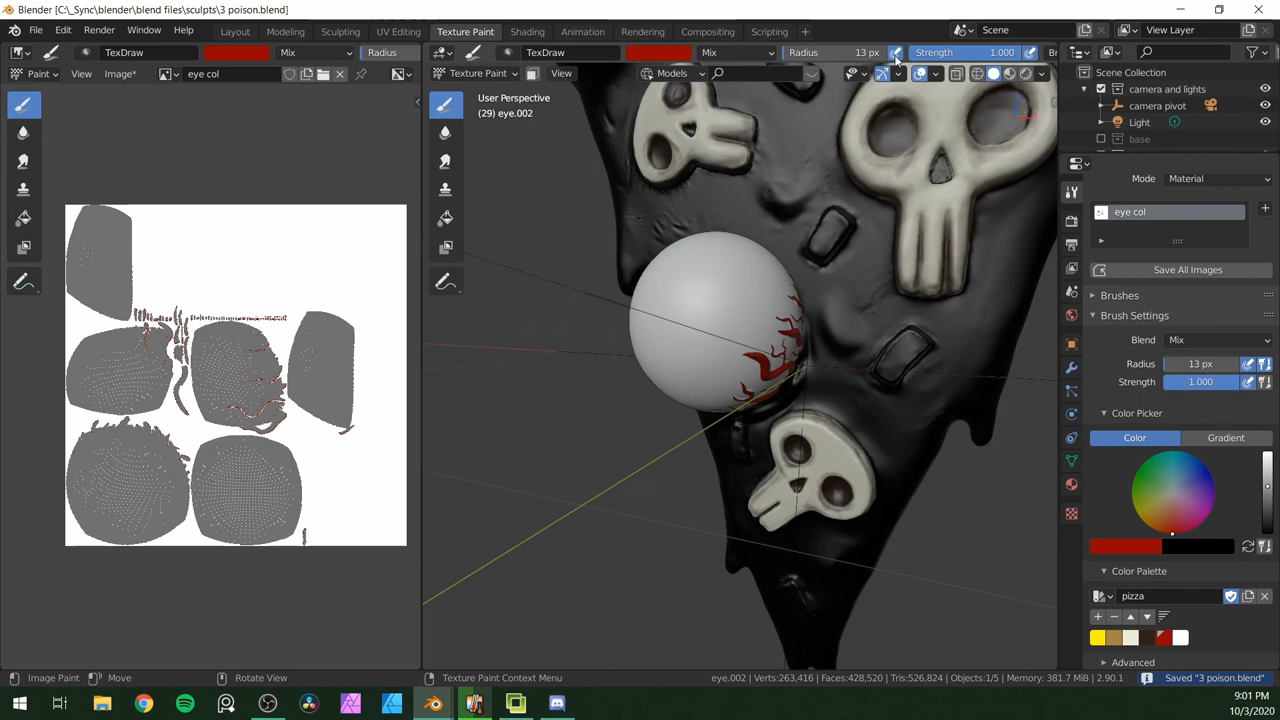 Blender [C:\_Sync\blender\blend files\sculpts\3 poison.blend]
File Edit Render Window Help
Layout Modeling Sculpting UV Editing Texture Paint Shading Animation Rendering Compositing Scripting +
Scene View Layer
TexDraw Mix Radius
TexDraw Mix Radius 13 px Strength 1.000 Br
Paint View Image* eye col
Texture Paint View Models
User Perspective
(29) eye.002
Scene Collection
camera and lights
camera pivot
Light
base
Mode Material
eye col
Save All Images
Brushes
Brush Settings
Blend Mix
Radius 13 px
Strength 1.000
Color Picker
Color Gradient
Color Palette
pizza
Advanced
Image Paint Move Rotate View Texture Paint Context Menu
eye.002 | Verts:263,416 | Faces:428,520 | Tris:526,824 | Objects:1/5 | Memory: 381.7 MiB | 2.90.1 Saved "3 poison.blend"
9:01 PM
10/3/2020